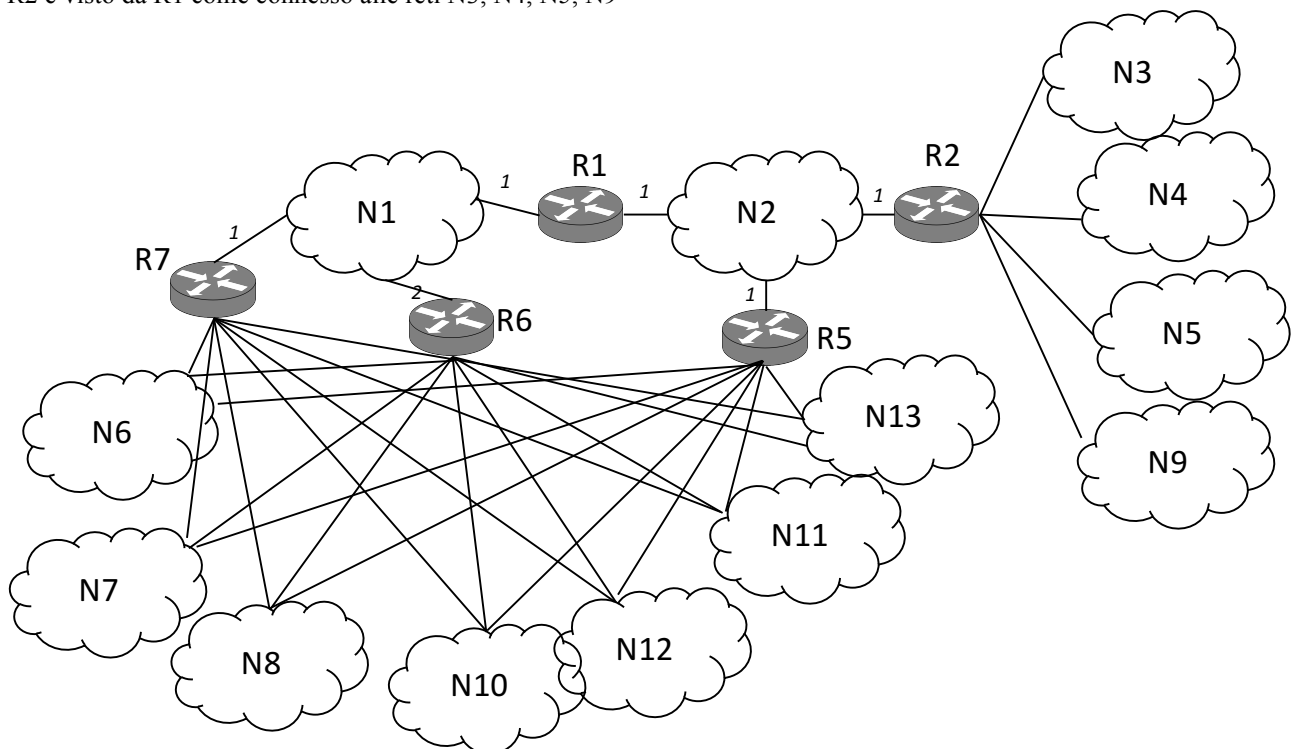 R2 è visto da R1 come connesso alle reti N3, N4, N5, N9
N3
R1
R2
1
1
1
N4
N1
N2
1
R7
2
1
R6
R5
N5
N6
N13
N9
N11
N7
N12
N8
N10